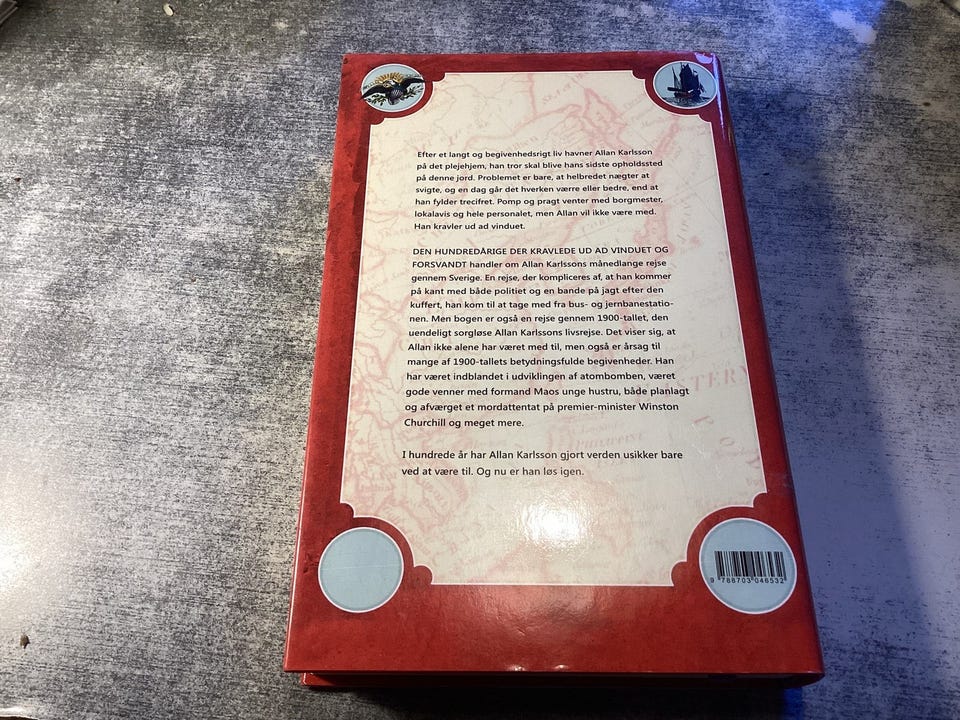 Efter et langt og begivenhedsrigt liv havner Allan Karlsson
på det plejehjem, han tror skal blive hans sidste opholdssted
på denne jord. Problemet er bare, at helbredet nægter at
svigte, og en dag går det hverken værre eller bedre, end at
han fylder trecifret. Pomp og pragt venter med borgmester,
lokalavis og hele personalet, men Allan vil ikke være med.
Han kravler ud ad vinduet.
DEN HUNDREDÅRIGE DER KRAVLEDE UD AD VINDUET OG
FORSVANDT handler om Allan Karlssons månedlange rejse
gennem Sverige. En rejse, der kompliceres af, at han kommer
på kant med både politiet og en bande på jagt efter den
kuffert, han kom til at tage med fra bus- og jernbanestatio-
nen. Men bogen er også en rejse gennem 1900-tallet, den
uendeligt sorgløse Allan Karlssons livsrejse. Det viser sig, at
Allan ikke alene har været med til, men også er årsag til
mange af 1900-tallets betydningsfulde begivenheder. Han
har været indblandet i udviklingen af atombomben, været
gode venner med formand Maos unge hustru, både planlagt
og afværget et mordattentat på premier-minister Winston
Churchill og meget mere.
I hundrede år har Allan Karlsson gjort verden usikker bare
ved at være til. Og nu er han løs igen.
9 788703 046532